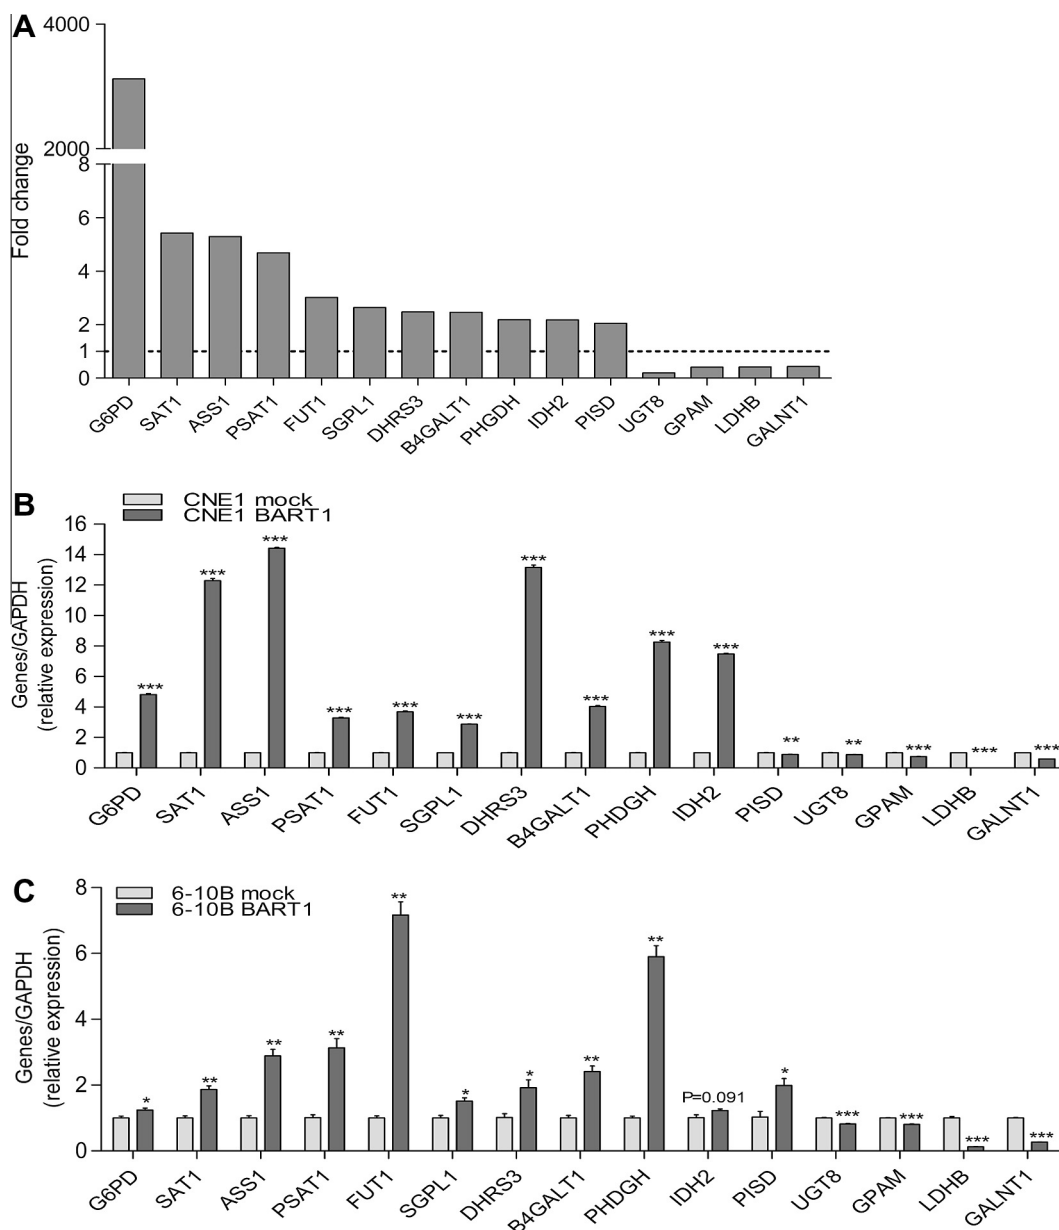 A
4000
2000
8
6
4
2
1
0
Fold change
G6PD SAT1 ASS1 PSAT1 FUT1 SGPL1 DHRS3 B4GALT1 PHGDH IDH2 PISD UGT8 GPAM LDHB GALNT1
B
CNE1 mock
CNE1 BART1
16
14
12
10
8
6
4
2
0
Genes/GAPDH
(relative expression)
*** *** *** *** *** *** *** *** *** *** ** ** *** *** ***
G6PD SAT1 ASS1 PSAT1 FUT1 SGPL1 DHRS3 B4GALT1 PHDGH IDH2 PISD UGT8 GPAM LDHB GALNT1
C
6-10B mock
6-10B BART1
8
6
4
2
0
Genes/GAPDH
(relative expression)
* ** ** ** ** * * ** ** P=0.091 * *** *** *** ***
G6PD SAT1 ASS1 PSAT1 FUT1 SGPL1 DHRS3 B4GALT1 PHDGH IDH2 PISD UGT8 GPAM LDHB GALNT1